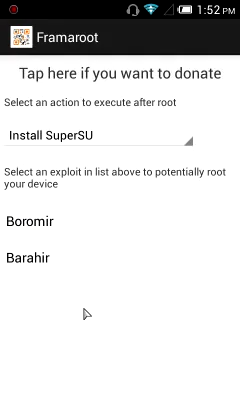 1:52 PM
Framaroot
Tap here if you want to donate
Select an action to execute after root
Install SuperSU
Select an exploit in list above to potentially root
your device
Boromir
Barahir